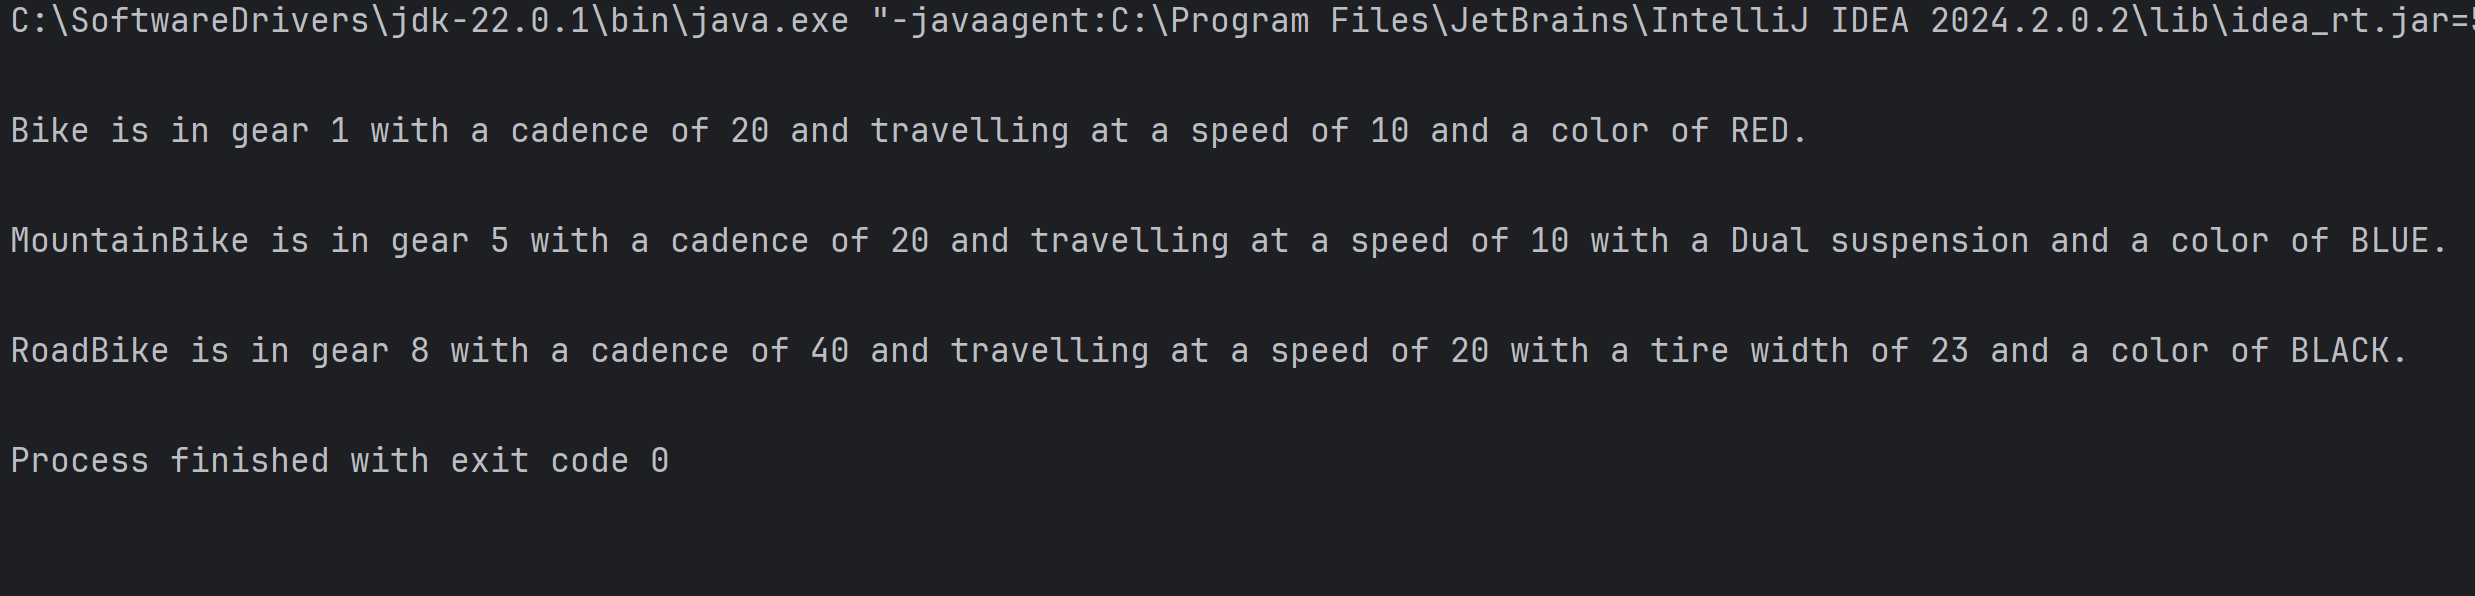 C:\SoftwareDrivers\jdk-22.0.1\bin\java.exe "-javaagent:C:\Program Files\JetBrains\IntelliJ IDEA 2024.2.0.2\lib\idea_rt.jar=
Bike is in gear 1 with a cadence of 20 and travelling at a speed of 10 and a color of RED.
MountainBike is in gear 5 with a cadence of 20 and travelling at a speed of 10 with a Dual suspension and a color of BLUE.
RoadBike is in gear 8 with a cadence of 40 and travelling at a speed of 20 with a tire width of 23 and a color of BLACK.
Process finished with exit code 0